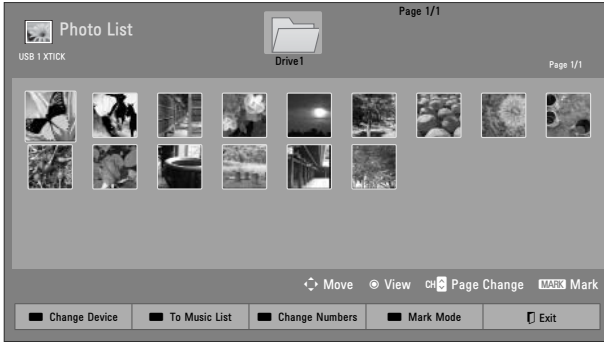 Page 1/1
Photo List
Drive1
USB 1 XTICK
Page 1/1
Move View CH Page Change MARK Mark
Change Device To Music List Change Numbers Mark Mode Exit